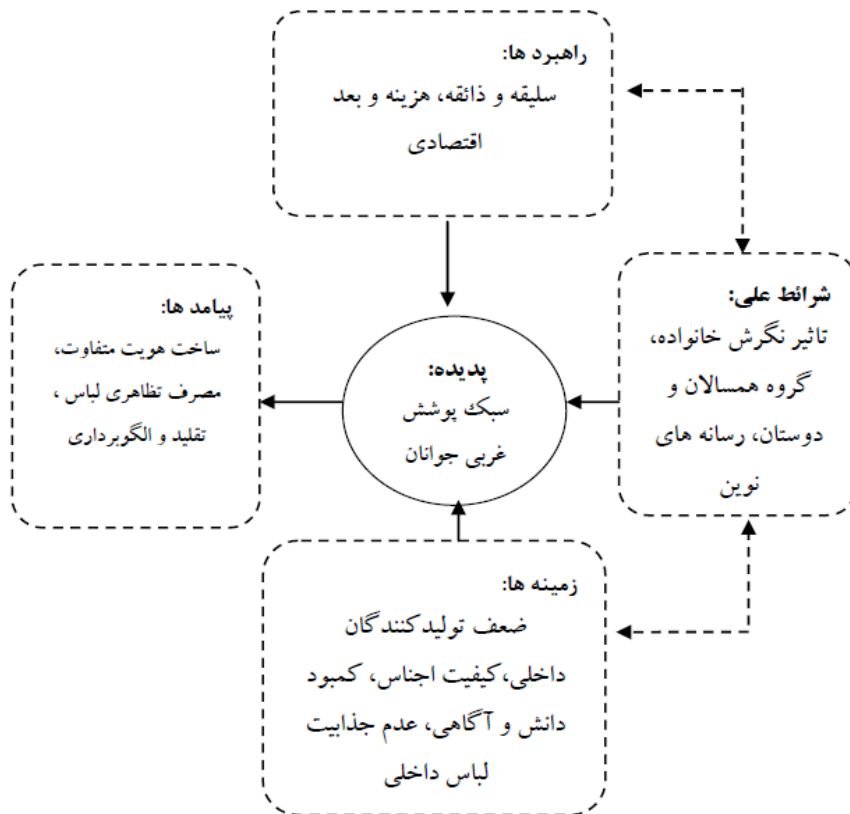 راهبرد ها:
سلیقه و ذائقه، هزینه و بعد
اقتصادی
شرائط علی:
تاثیر نگرش خانواده،
گروه همسالان و
دوستان، رسانه های
نوین
پدیده:
سبک پوشش
غربی جوانان
پیامد ها:
ساخت هویت متفاوت،
مصرف تظاهری لباس ،
تقلید و الگوبرداری
زمینه ها:
ضعف تولیدکنندگان
داخلی،کیفیت اجناس، کمبود
دانش و آگاهی، عدم جذابیت
لباس داخلی